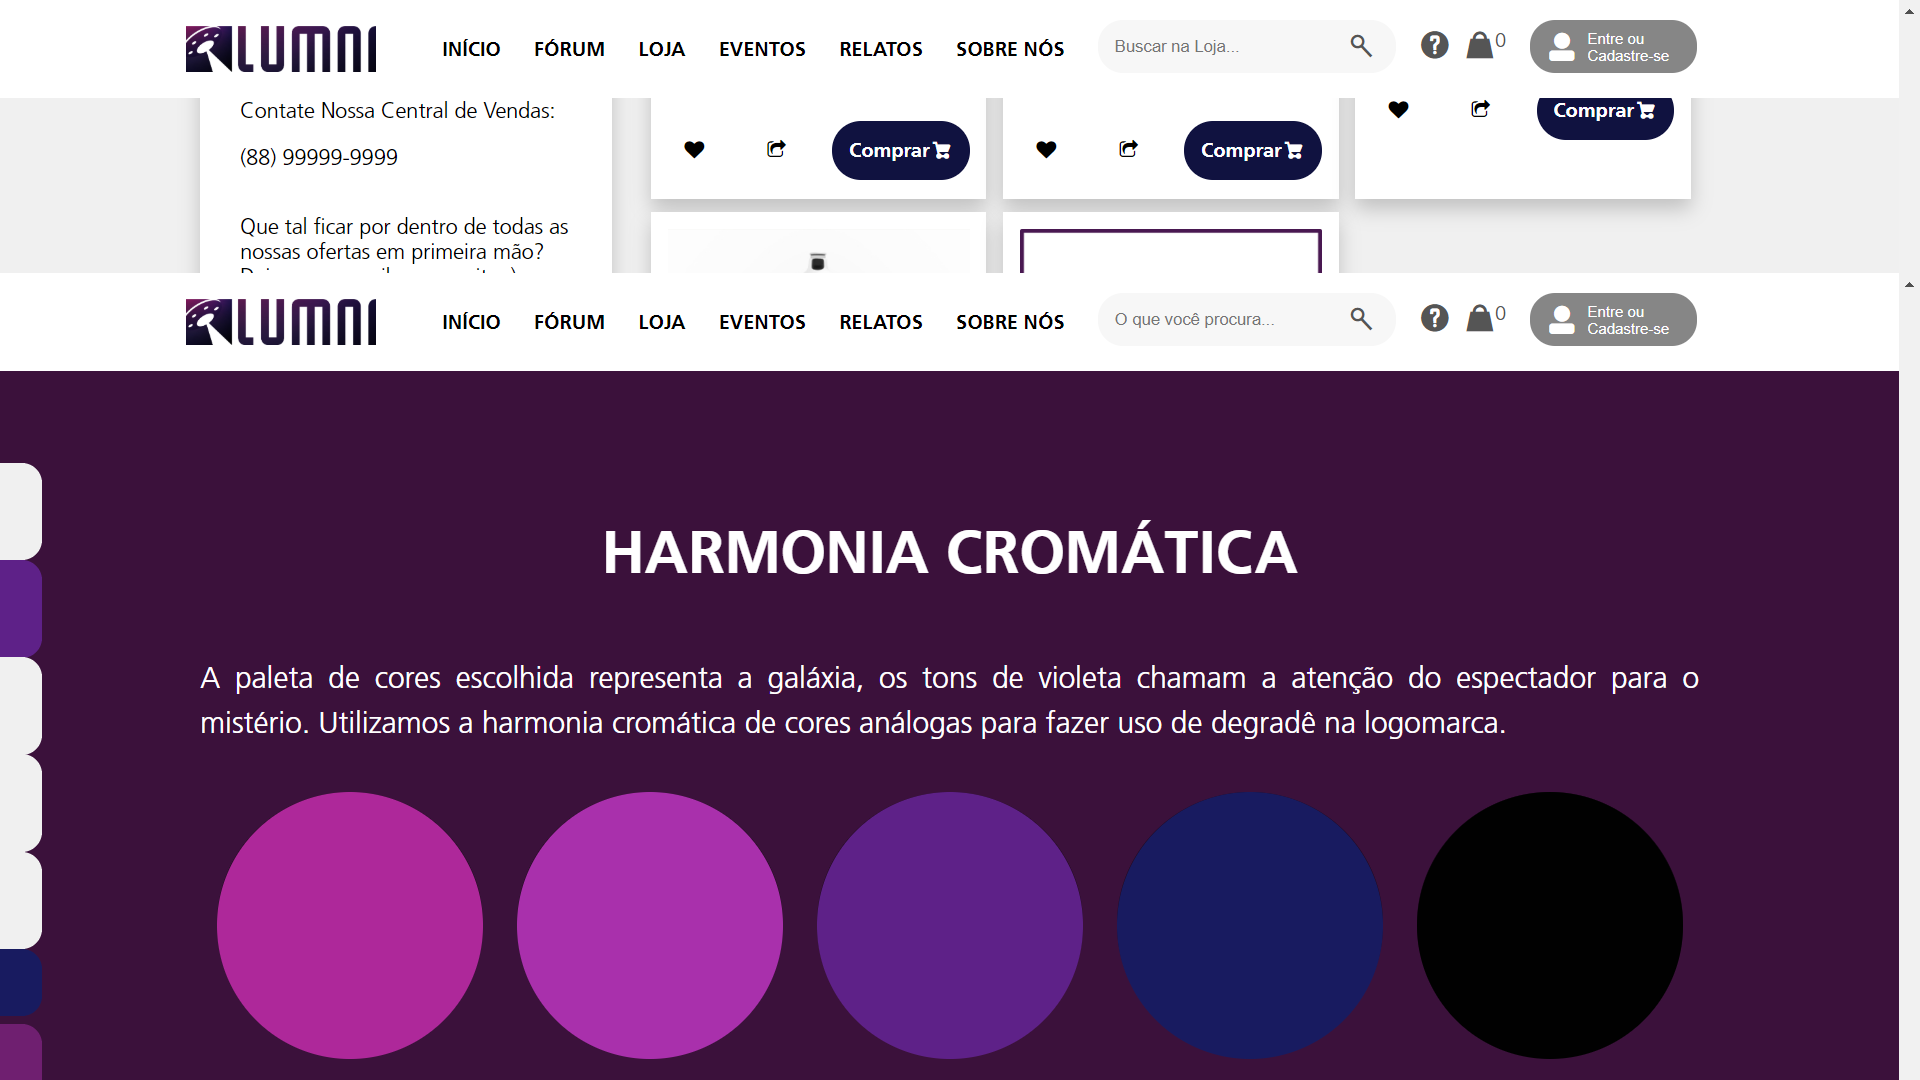 LUMNI
INÍCIO FÓRUM LOJA EVENTOS RELATOS SOBRE NÓS
Buscar na Loja...
0
Entre ou
Cadastre-se
Contate Nossa Central de Vendas:
(88) 99999-9999
Que tal ficar por dentro de todas as
nossas ofertas em primeira mão?
Comprar
Comprar
Comprar
LUMNI
INÍCIO FÓRUM LOJA EVENTOS RELATOS SOBRE NÓS
O que você procura...
0
Entre ou
Cadastre-se
HARMONIA CROMÁTICA
A paleta de cores escolhida representa a galáxia, os tons de violeta chamam a atenção do espectador para o
mistério. Utilizamos a harmonia cromática de cores análogas para fazer uso de degradê na logomarca.